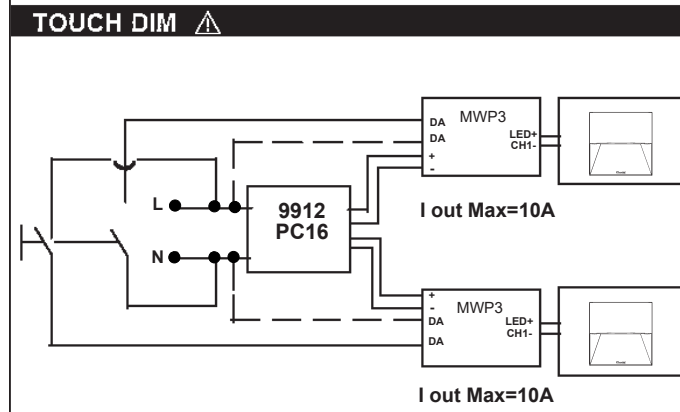 TOUCH DIM
DA
DA
+
-
MWP3
LED+
CH1-
I out Max=10A
L
N
9912
PC16
+
-
DA
DA
MWP3
LED+
CH1-
I out Max=10A